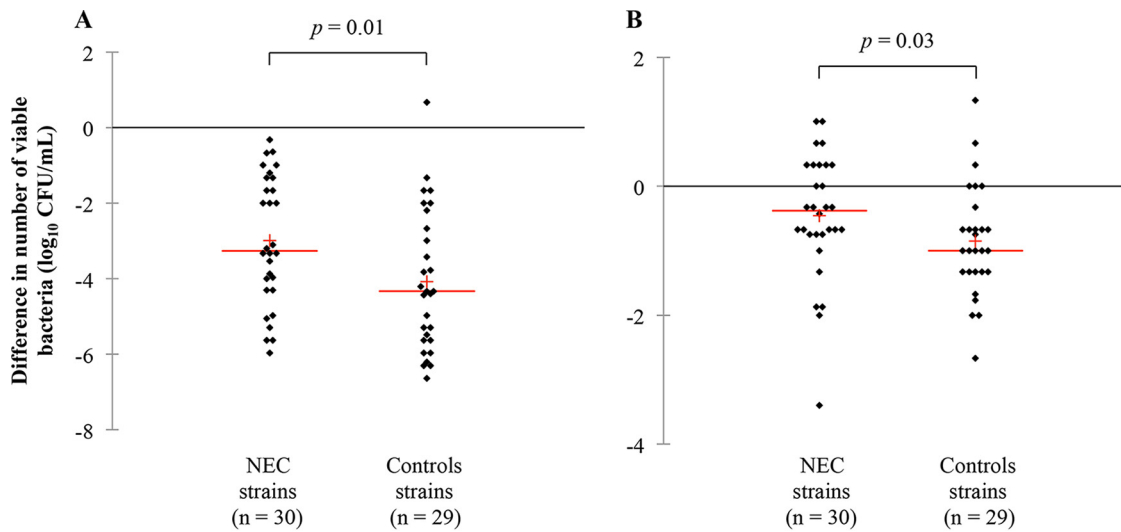 A
p = 0.01
2
0
-2
-4
-6
-8
Difference in number of viable
bacteria (log10 CFU/mL)
NEC
strains
(n = 30)
Controls
strains
(n = 29)
B
p = 0.03
2
0
-2
-4
NEC
strains
(n = 30)
Controls
strains
(n = 29)